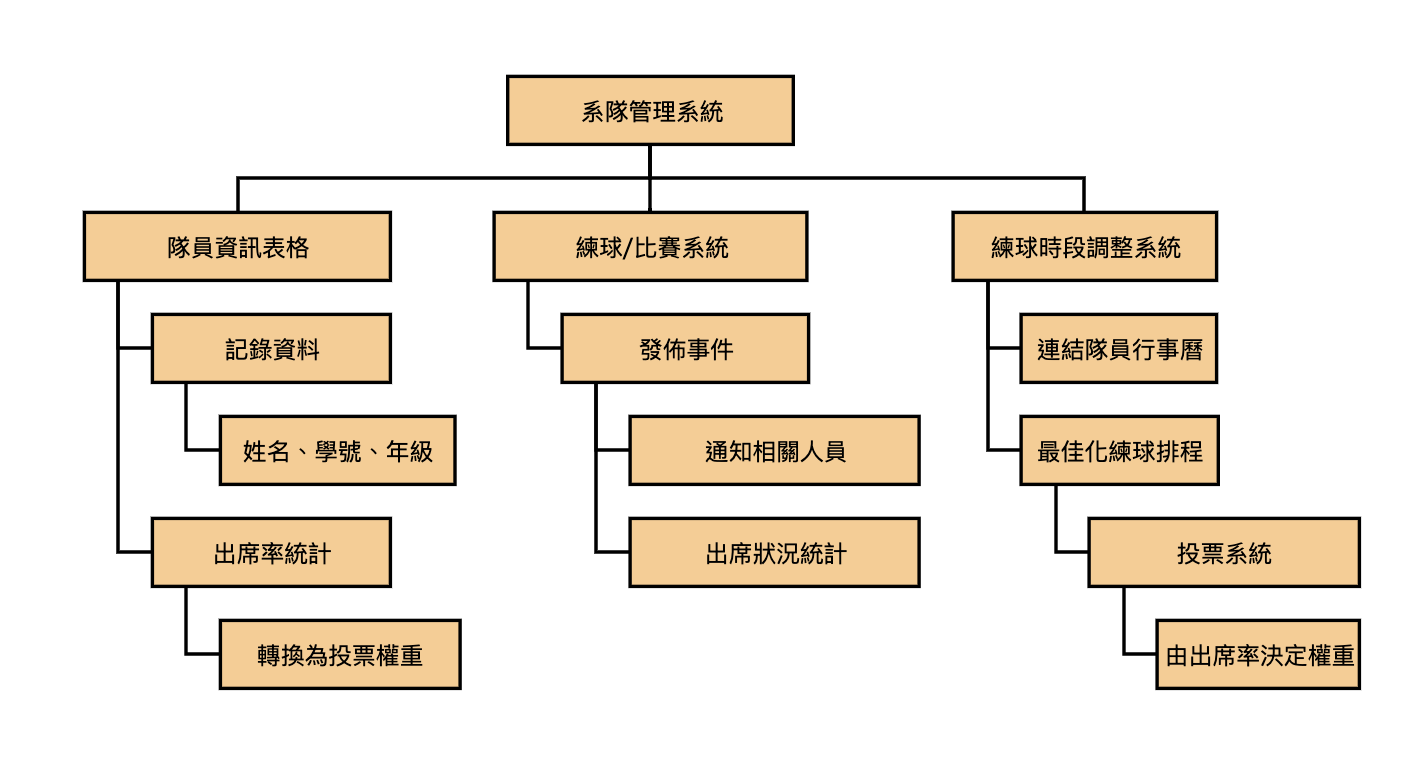 系隊管理系統
隊員資訊表格
練球/比賽系統
練球時段調整系統
記錄資料
發佈事件
連結隊員行事曆
姓名、學號、年級
通知相關人員
最佳化練球排程
出席率統計
出席狀況統計
投票系統
轉換為投票權重
由出席率決定權重